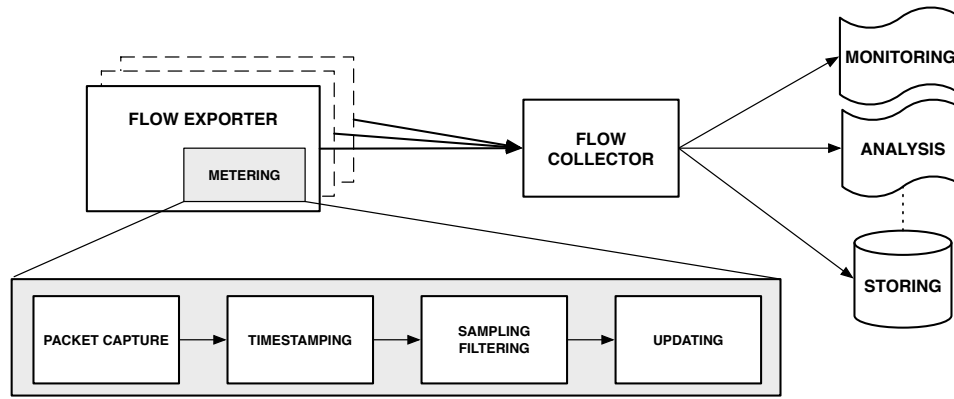 FLOW EXPORTER
METERING
FLOW
COLLECTOR
MONITORING
ANALYSIS
STORING
PACKET CAPTURE
TIMESTAMPING
SAMPLING
FILTERING
UPDATING